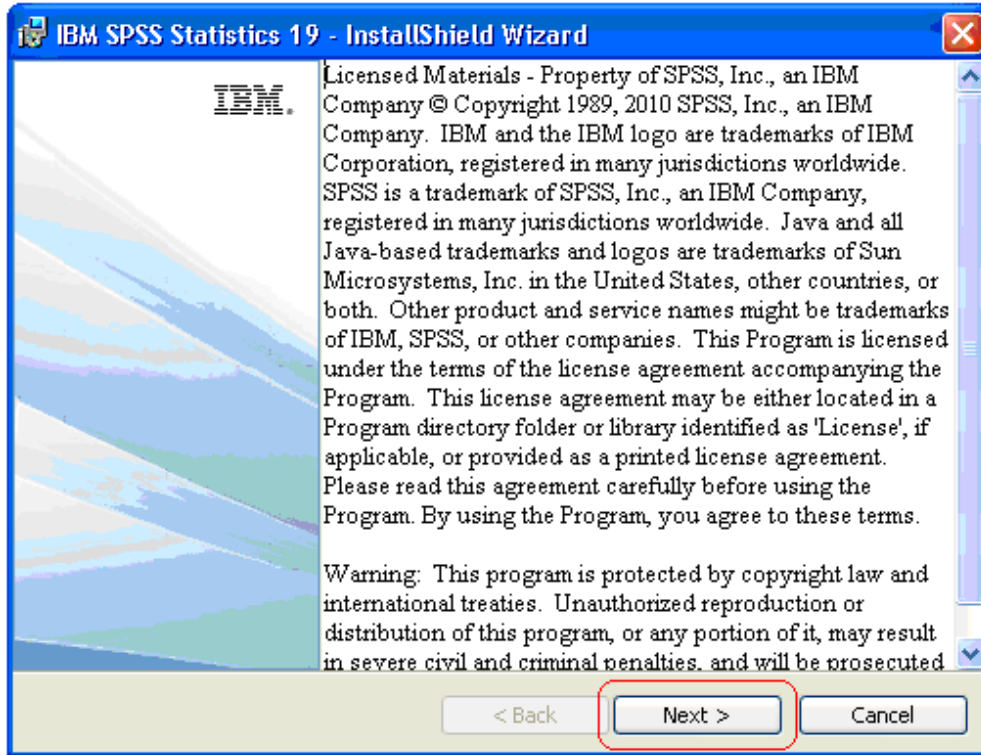 IBM SPSS Statistics 19 - InstallShield Wizard
IBM.
Licensed Materials - Property of SPSS, Inc., an IBM
Company © Copyright 1989, 2010 SPSS, Inc., an IBM
Company. IBM and the IBM logo are trademarks of IBM
Corporation, registered in many jurisdictions worldwide.
SPSS is a trademark of SPSS, Inc., an IBM Company,
registered in many jurisdictions worldwide. Java and all
Java-based trademarks and logos are trademarks of Sun
Microsystems, Inc. in the United States, other countries, or
both. Other product and service names might be trademarks
of IBM, SPSS, or other companies. This Program is licensed
under the terms of the license agreement accompanying the
Program. This license agreement may be either located in a
Program directory folder or library identified as 'License', if
applicable, or provided as a printed license agreement.
Please read this agreement carefully before using the
Program. By using the Program, you agree to these terms.
Warning: This program is protected by copyright law and
international treaties. Unauthorized reproduction or
distribution of this program, or any portion of it, may result
in severe civil and criminal penalties, and will be prosecuted
< Back
Next >
Cancel